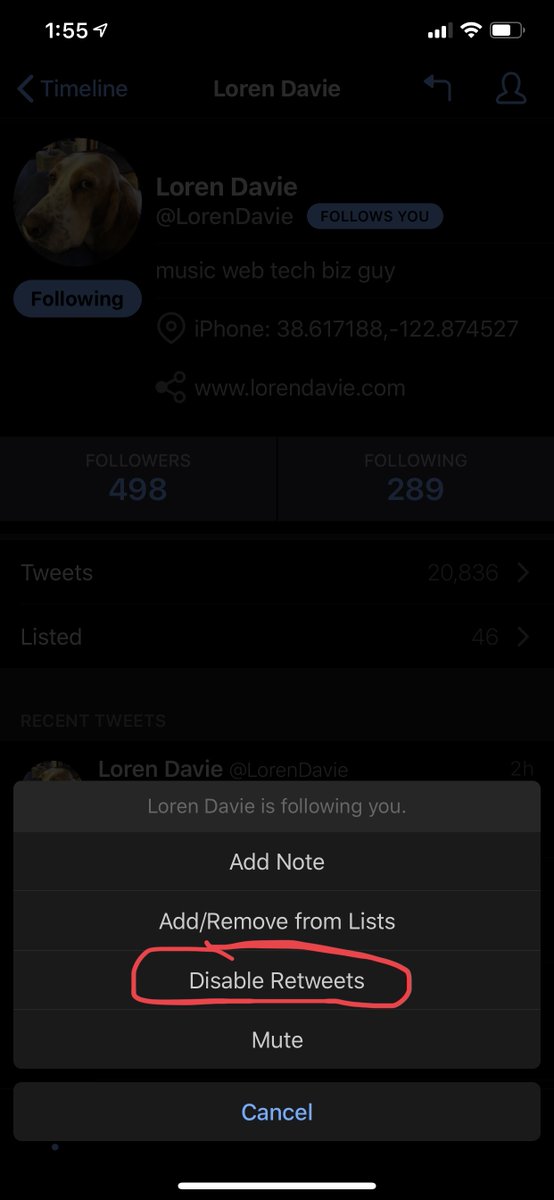 1:55
Timeline
Loren Davie
Loren Davie
@LorenDavie
FOLLOWS YOU
music web tech biz guy
Following
iPhone: 38.617188,-122.874527
www.lorendavie.com
FOLLOWERS
498
FOLLOWING
289
Tweets 20,836
Listed 46
RECENT TWEETS
Loren Davie @LorenDavie 2h
Loren Davie is following you.
Add Note
Add/Remove from Lists
Disable Retweets
Mute
Cancel